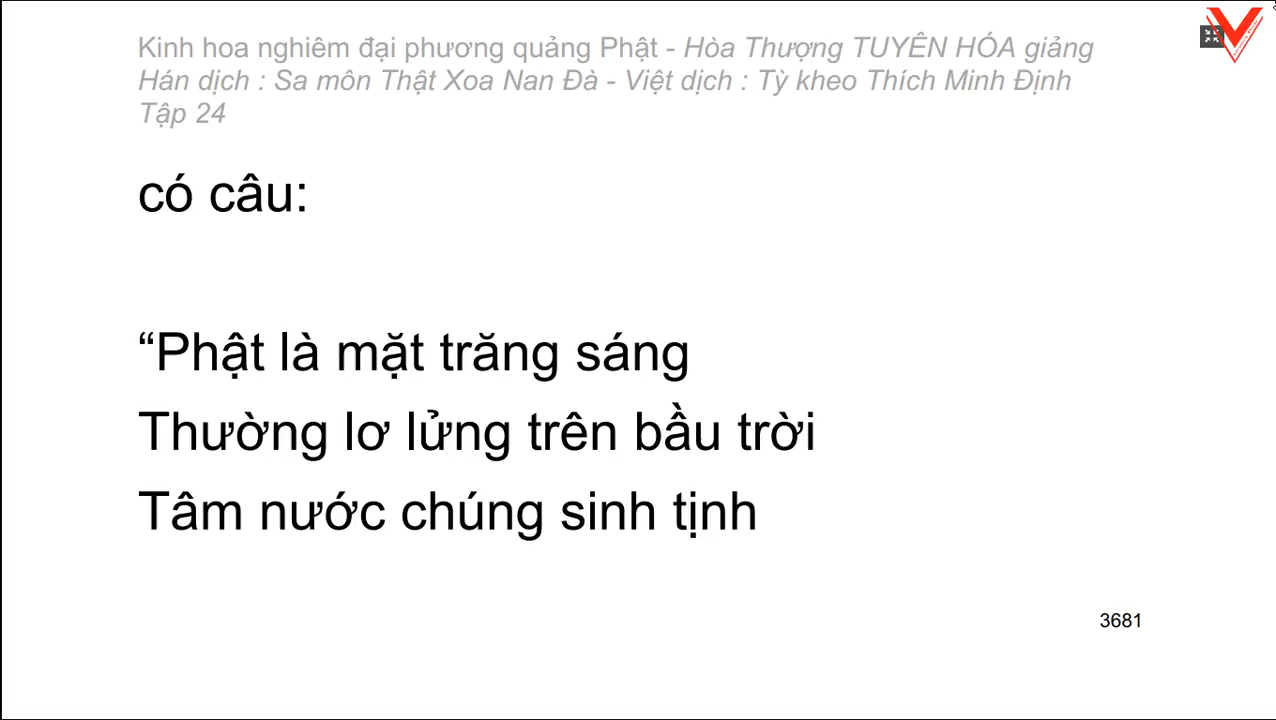 Kinh hoa nghiêm đại phương quảng Phật - Hòa Thượng TUYÊN HÓA giảng
Hán dịch : Sa môn Thật Xoa Nan Đà - Việt dịch : Tỳ kheo Thích Minh Định
Tập 24
có câu:
“Phật là mặt trăng sáng
Thường lơ lửng trên bầu trời
Tâm nước chúng sinh tịnh
3681